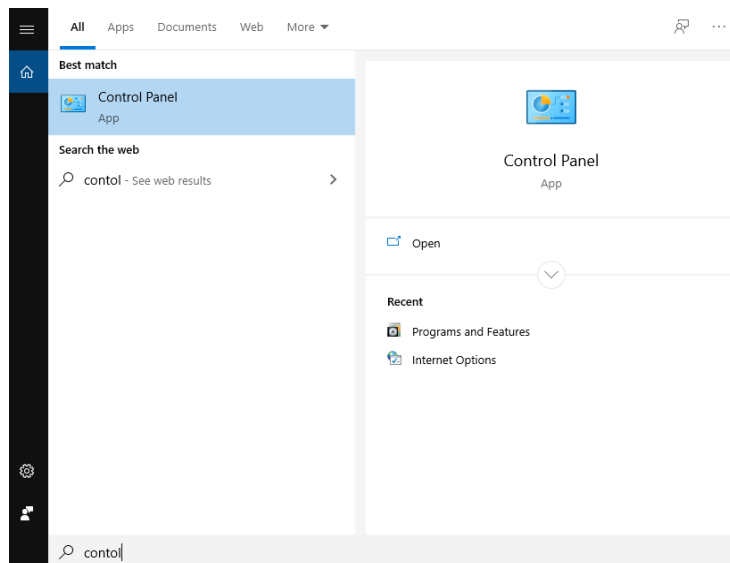 All Apps Documents Web More
Best match
Control Panel
App
Search the web
contol - See web results
Control Panel
App
Open
Recent
Programs and Features
Internet Options
contol